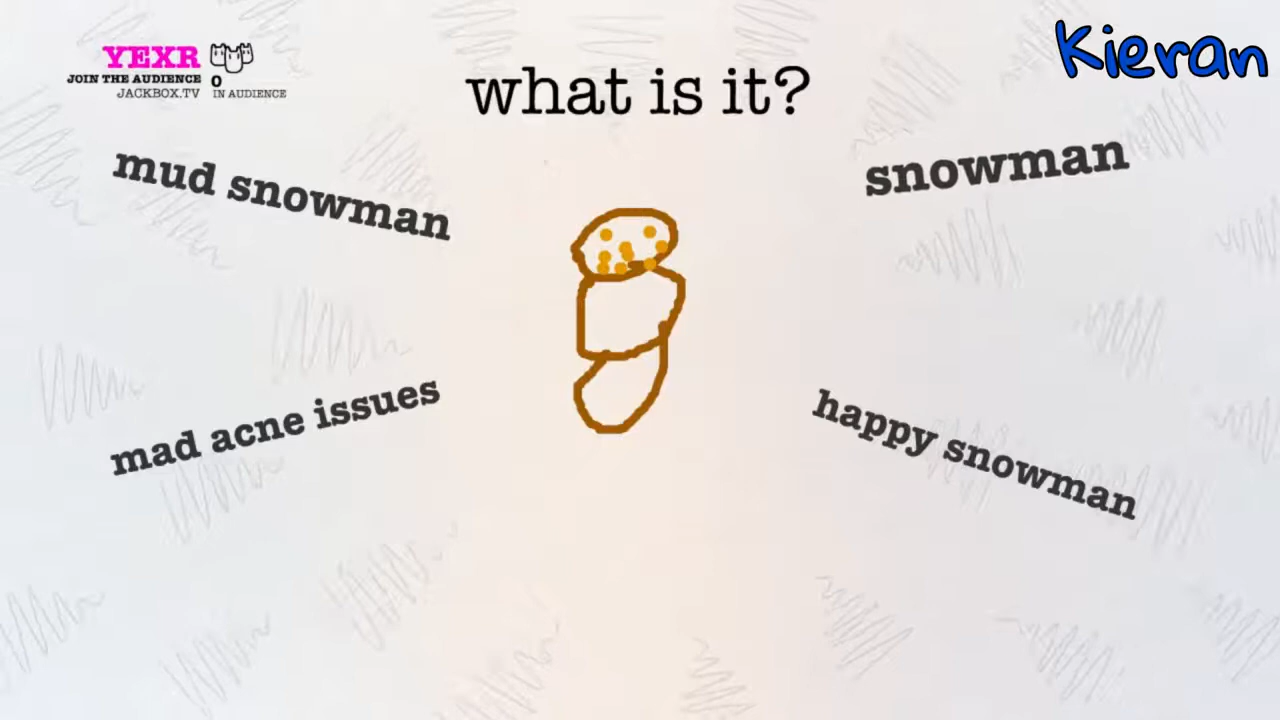 YEXR
JOIN THE AUDIENCE
JACKBOX.TV
0
IN AUDIENCE
what is it?
Kieran
mud snowman
snowman
mad acne issues
happy snowman